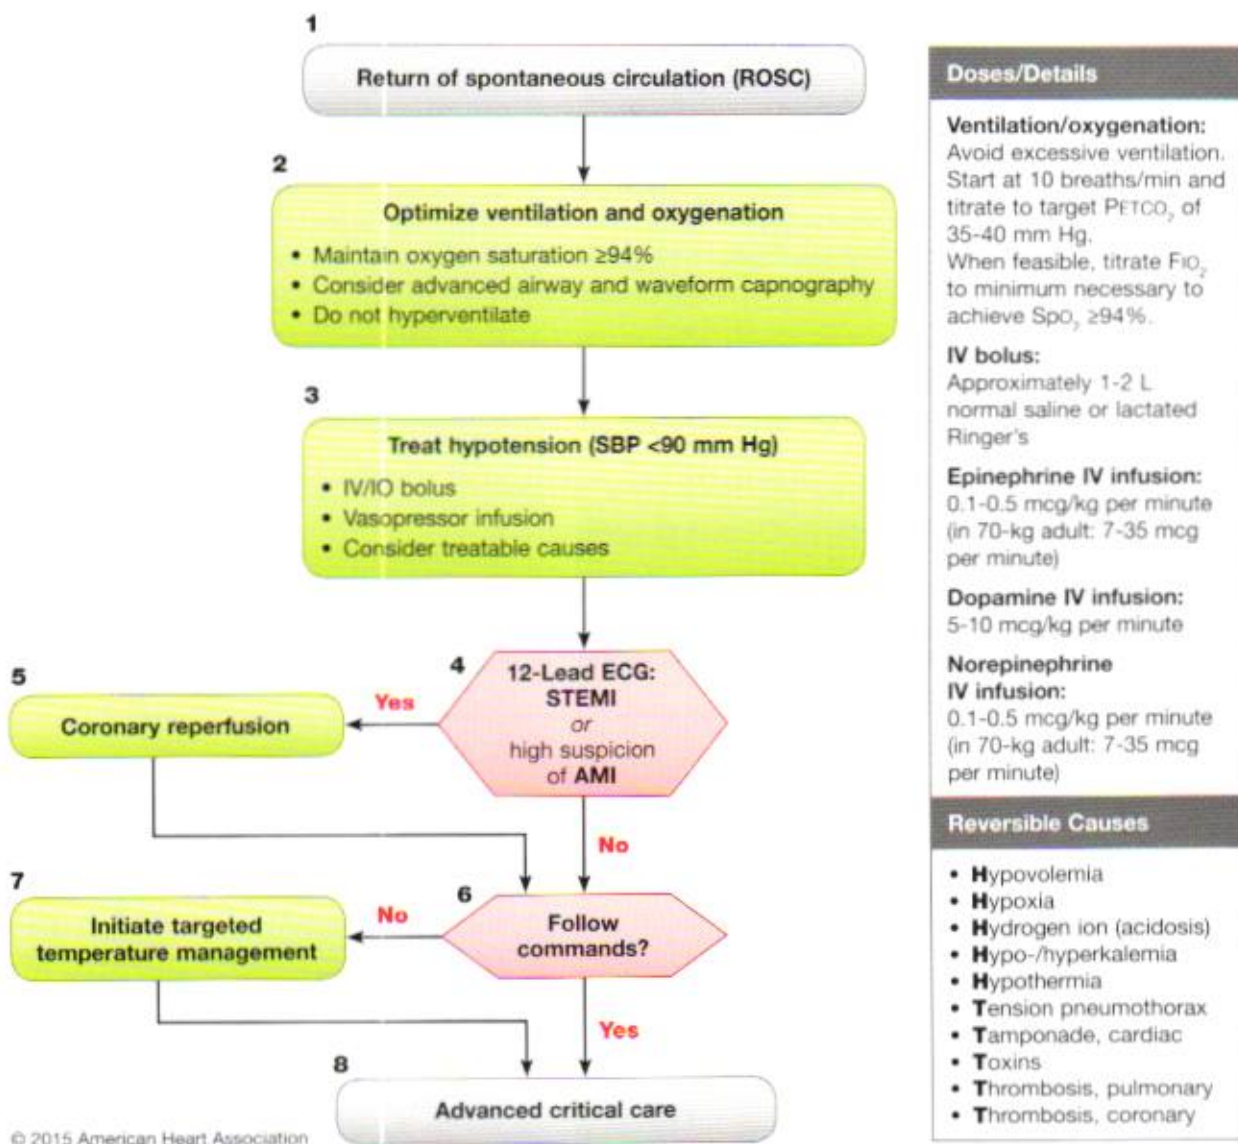 1
Return of spontaneous circulation (ROSC)
2
Optimize ventilation and oxygenation
• Maintain oxygen saturation ≥94%
• Consider advanced airway and waveform capnography
• Do not hyperventilate
3
Treat hypotension (SBP <90 mm Hg)
• IV/IO bolus
• Vasopressor infusion
• Consider treatable causes
4
12-Lead ECG:
STEMI
or
high suspicion
of AMI
Yes
5
Coronary reperfusion
No
6
Follow
commands?
No
7
Initiate targeted
temperature management
Yes
8
Advanced critical care
© 2015 American Heart Association
Doses/Details
Ventilation/oxygenation:
Avoid excessive ventilation.
Start at 10 breaths/min and
titrate to target PETCO₂ of
35-40 mm Hg.
When feasible, titrate FIO₂
to minimum necessary to
achieve SpO₂ ≥94%.
IV bolus:
Approximately 1-2 L
normal saline or lactated
Ringer's
Epinephrine IV infusion:
0.1-0.5 mcg/kg per minute
(in 70-kg adult: 7-35 mcg
per minute)
Dopamine IV infusion:
5-10 mcg/kg per minute
Norepinephrine
IV infusion:
0.1-0.5 mcg/kg per minute
(in 70-kg adult: 7-35 mcg
per minute)
Reversible Causes
• Hypovolemia
• Hypoxia
• Hydrogen ion (acidosis)
• Hypo-/hyperkalemia
• Hypothermia
• Tension pneumothorax
• Tamponade, cardiac
• Toxins
• Thrombosis, pulmonary
• Thrombosis, coronary